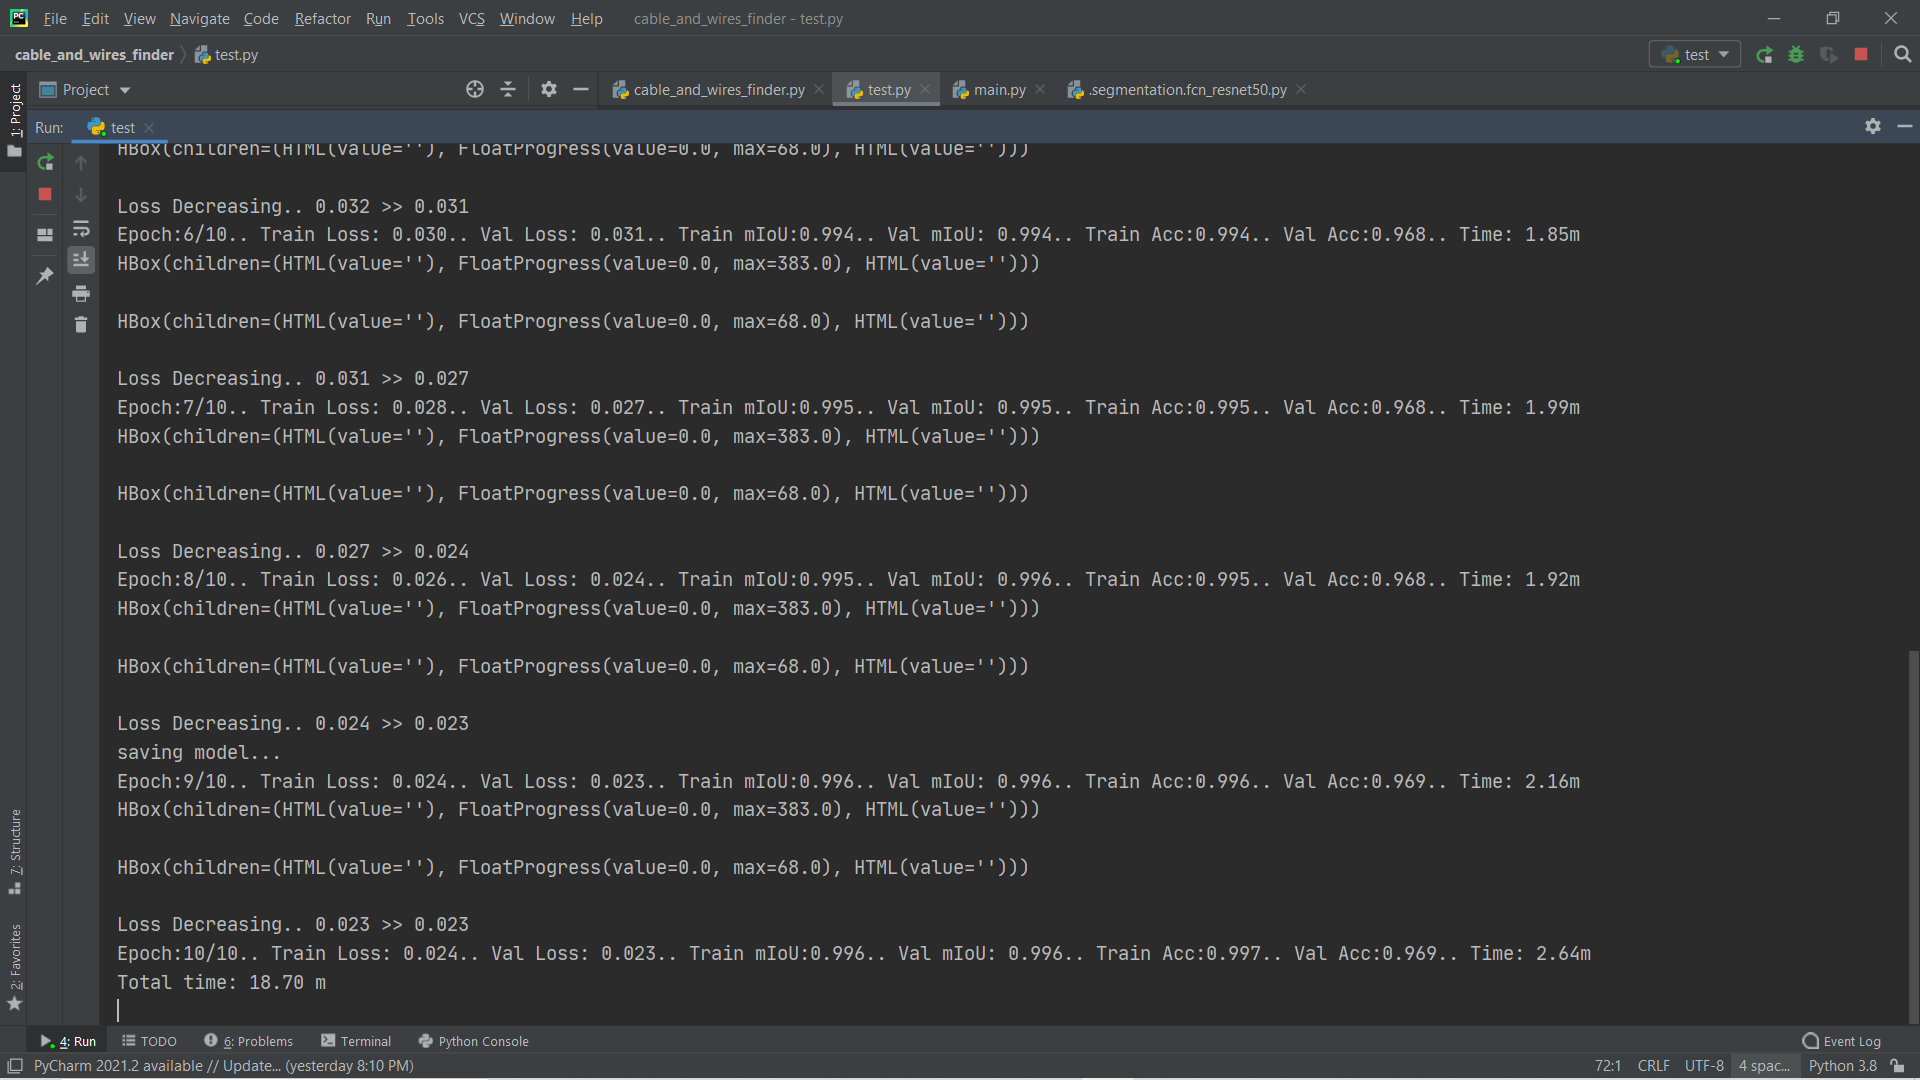 File Edit View Navigate Code Refactor Run Tools VCS Window Help cable_and_wires_finder - test.py
cable_and_wires_finder test.py test
Project cable_and_wires_finder.py test.py main.py .segmentation.fcn_resnet50.py
1: Project
Run: test
HBox(children=(HTML(value=''), FloatProgress(value=0.0, max=68.0), HTML(value='')))
Loss Decreasing.. 0.032 >> 0.031
Epoch:6/10.. Train Loss: 0.030.. Val Loss: 0.031.. Train mIoU:0.994.. Val mIoU: 0.994.. Train Acc:0.994.. Val Acc:0.968.. Time: 1.85m
HBox(children=(HTML(value=''), FloatProgress(value=0.0, max=383.0), HTML(value='')))
HBox(children=(HTML(value=''), FloatProgress(value=0.0, max=68.0), HTML(value='')))
Loss Decreasing.. 0.031 >> 0.027
Epoch:7/10.. Train Loss: 0.028.. Val Loss: 0.027.. Train mIoU:0.995.. Val mIoU: 0.995.. Train Acc:0.995.. Val Acc:0.968.. Time: 1.99m
HBox(children=(HTML(value=''), FloatProgress(value=0.0, max=383.0), HTML(value='')))
HBox(children=(HTML(value=''), FloatProgress(value=0.0, max=68.0), HTML(value='')))
Loss Decreasing.. 0.027 >> 0.024
Epoch:8/10.. Train Loss: 0.026.. Val Loss: 0.024.. Train mIoU:0.995.. Val mIoU: 0.996.. Train Acc:0.995.. Val Acc:0.968.. Time: 1.92m
HBox(children=(HTML(value=''), FloatProgress(value=0.0, max=383.0), HTML(value='')))
HBox(children=(HTML(value=''), FloatProgress(value=0.0, max=68.0), HTML(value='')))
Loss Decreasing.. 0.024 >> 0.023
saving model...
Epoch:9/10.. Train Loss: 0.024.. Val Loss: 0.023.. Train mIoU:0.996.. Val mIoU: 0.996.. Train Acc:0.996.. Val Acc:0.969.. Time: 2.16m
HBox(children=(HTML(value=''), FloatProgress(value=0.0, max=383.0), HTML(value='')))
HBox(children=(HTML(value=''), FloatProgress(value=0.0, max=68.0), HTML(value='')))
Loss Decreasing.. 0.023 >> 0.023
Epoch:10/10.. Train Loss: 0.024.. Val Loss: 0.023.. Train mIoU:0.996.. Val mIoU: 0.996.. Train Acc:0.997.. Val Acc:0.969.. Time: 2.64m
Total time: 18.70 m
7: Structure
2: Favorites
4: Run TODO 6: Problems Terminal Python Console Event Log
PyCharm 2021.2 available // Update... (yesterday 8:10 PM) 72:1 CRLF UTF-8 4 spac... Python 3.8